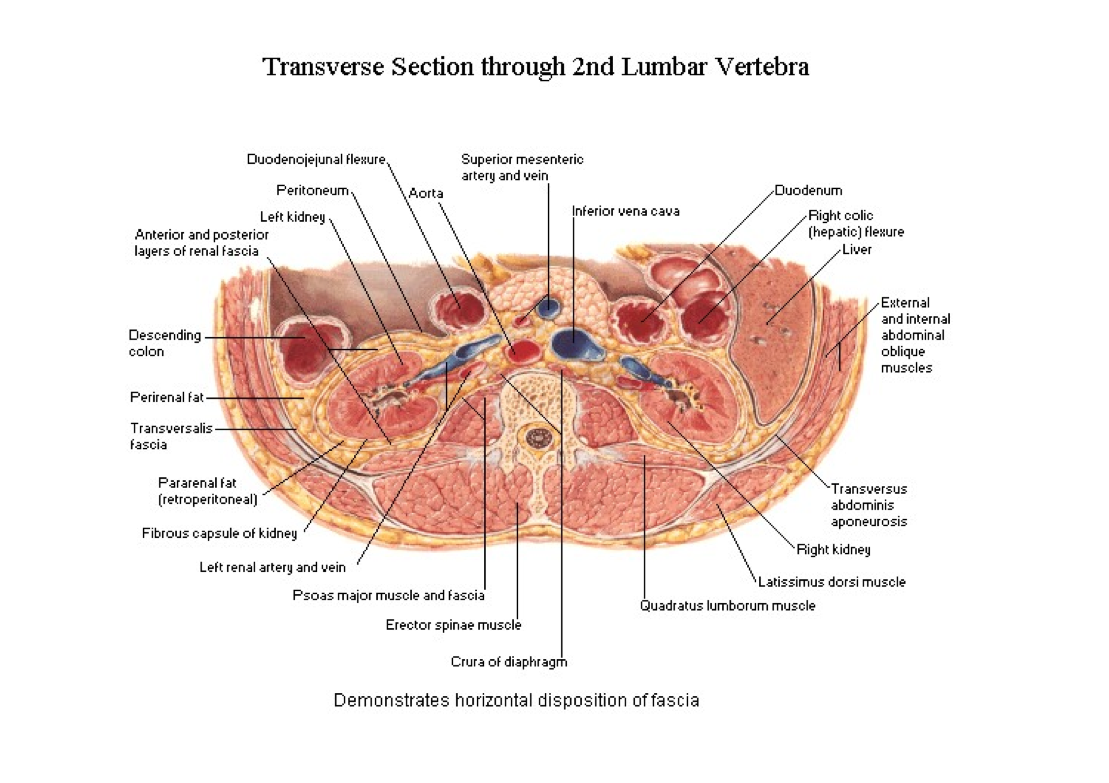 Transverse Section through 2nd Lumbar Vertebra
Duodenojejunal flexure
Superior mesenteric
artery and vein
Peritoneum
Aorta
Duodenum
Left kidney
Inferior vena cava
Right colic
(hepatic) flexure
Anterior and posterior
layers of renal fascia
Liver
External
and internal
abdominal
oblique
muscles
Descending
colon
Perirenal fat
Transversalis
fascia
Pararenal fat
(retroperitoneal)
Transversus
abdominis
aponeurosis
Fibrous capsule of kidney
Right kidney
Left renal artery and vein
Latissimus dorsi muscle
Psoas major muscle and fascia
Quadratus lumborum muscle
Erector spinae muscle
Crura of diaphragm
Demonstrates horizontal disposition of fascia